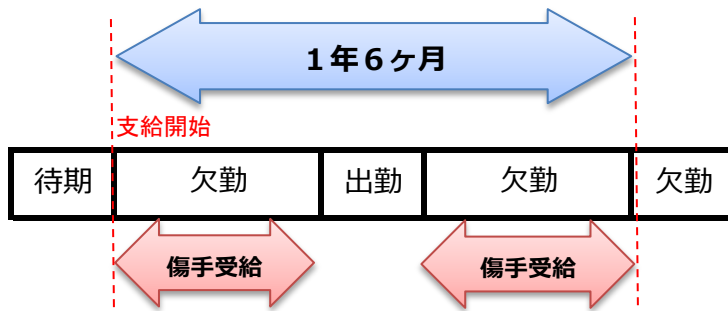 １年６ヶ月
支給開始
待期 欠勤 出勤 欠勤 欠勤
傷手受給 傷手受給